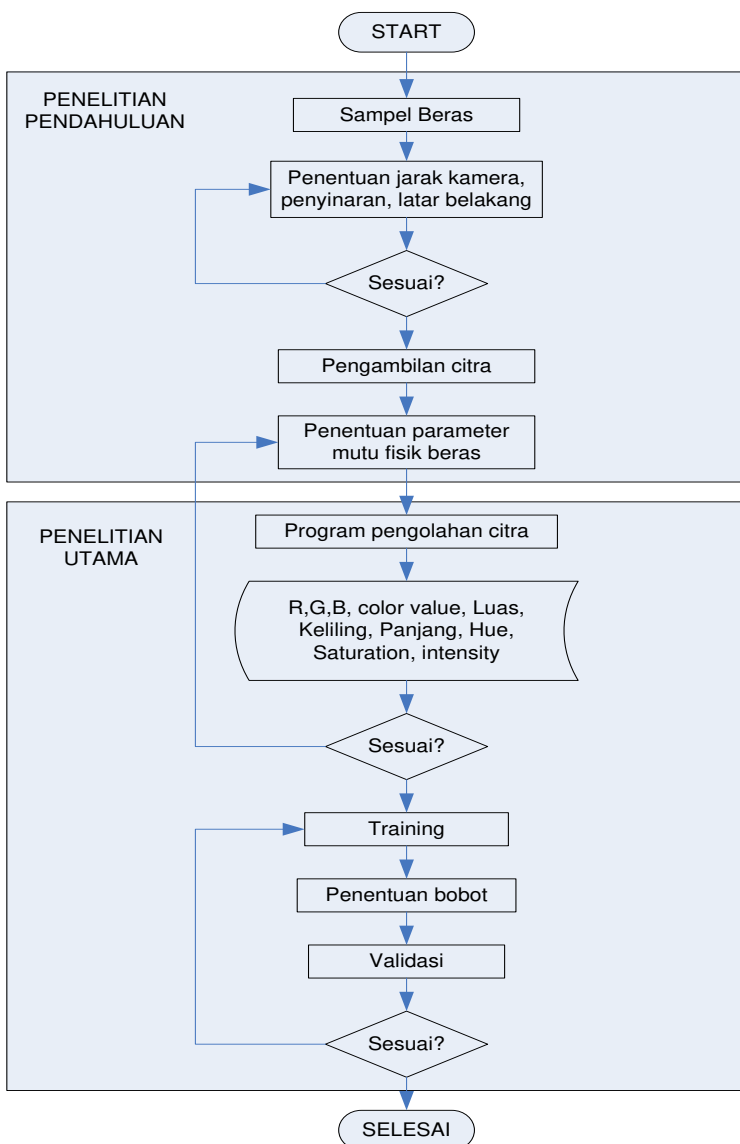 START
PENELITIAN
PENDAHULUAN
Sampel Beras
Penentuan jarak kamera,
penyinaran, latar belakang
Sesuai?
Pengambilan citra
Penentuan parameter
mutu fisik beras
PENELITIAN
UTAMA
Program pengolahan citra
R,G,B, color value, Luas,
Keliling, Panjang, Hue,
Saturation, intensity
Sesuai?
Training
Penentuan bobot
Validasi
Sesuai?
SELESAI